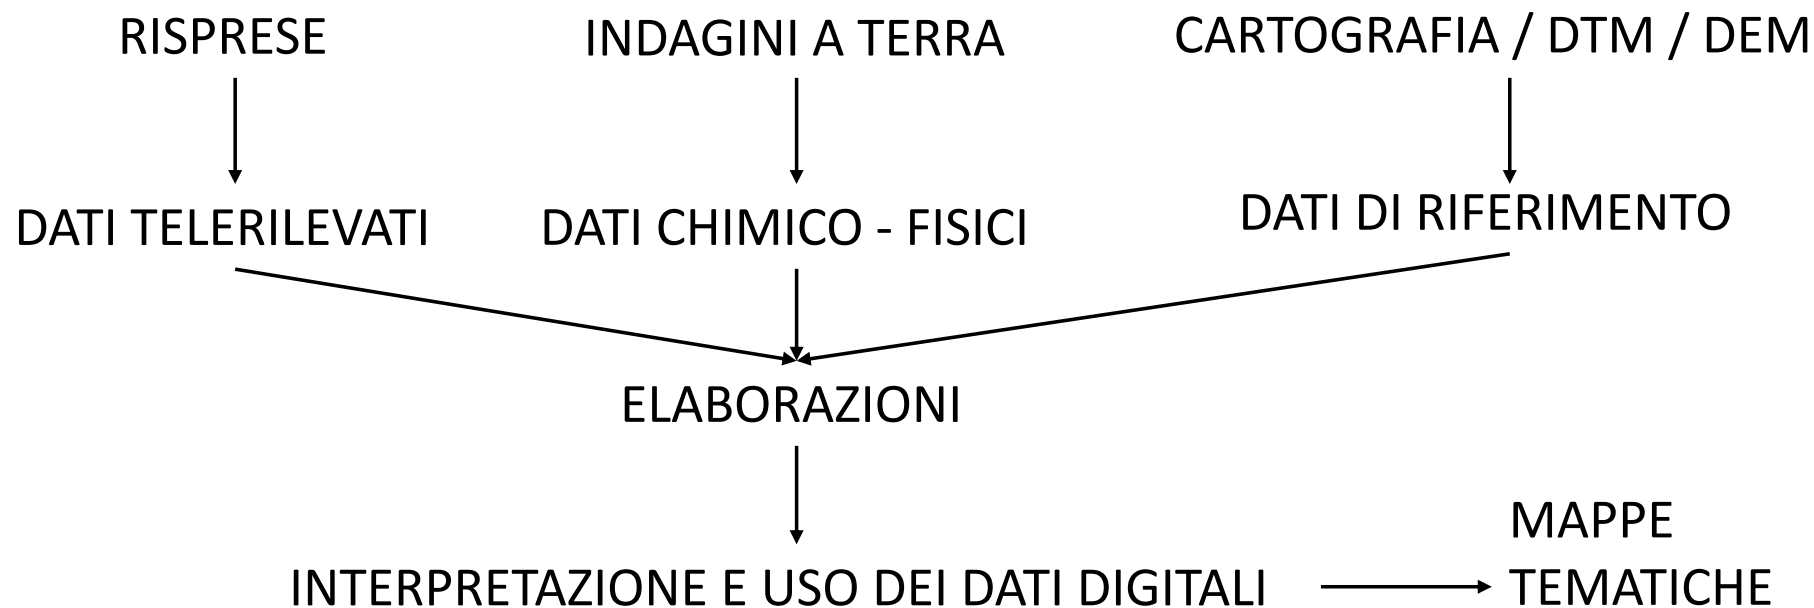 RISPRESE
INDAGINI A TERRA
CARTOGRAFIA / DTM / DEM
DATI TELERILEVATI
DATI CHIMICO - FISICI
DATI DI RIFERIMENTO
ELABORAZIONI
INTERPRETAZIONE E USO DEI DATI DIGITALI
MAPPE
TEMATICHE